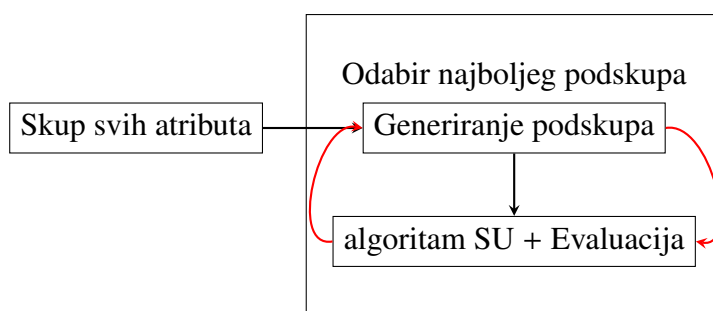 Odabir najboljeg podskupa
Skup svih atributa
Generiranje podskupa
algoritam SU + Evaluacija